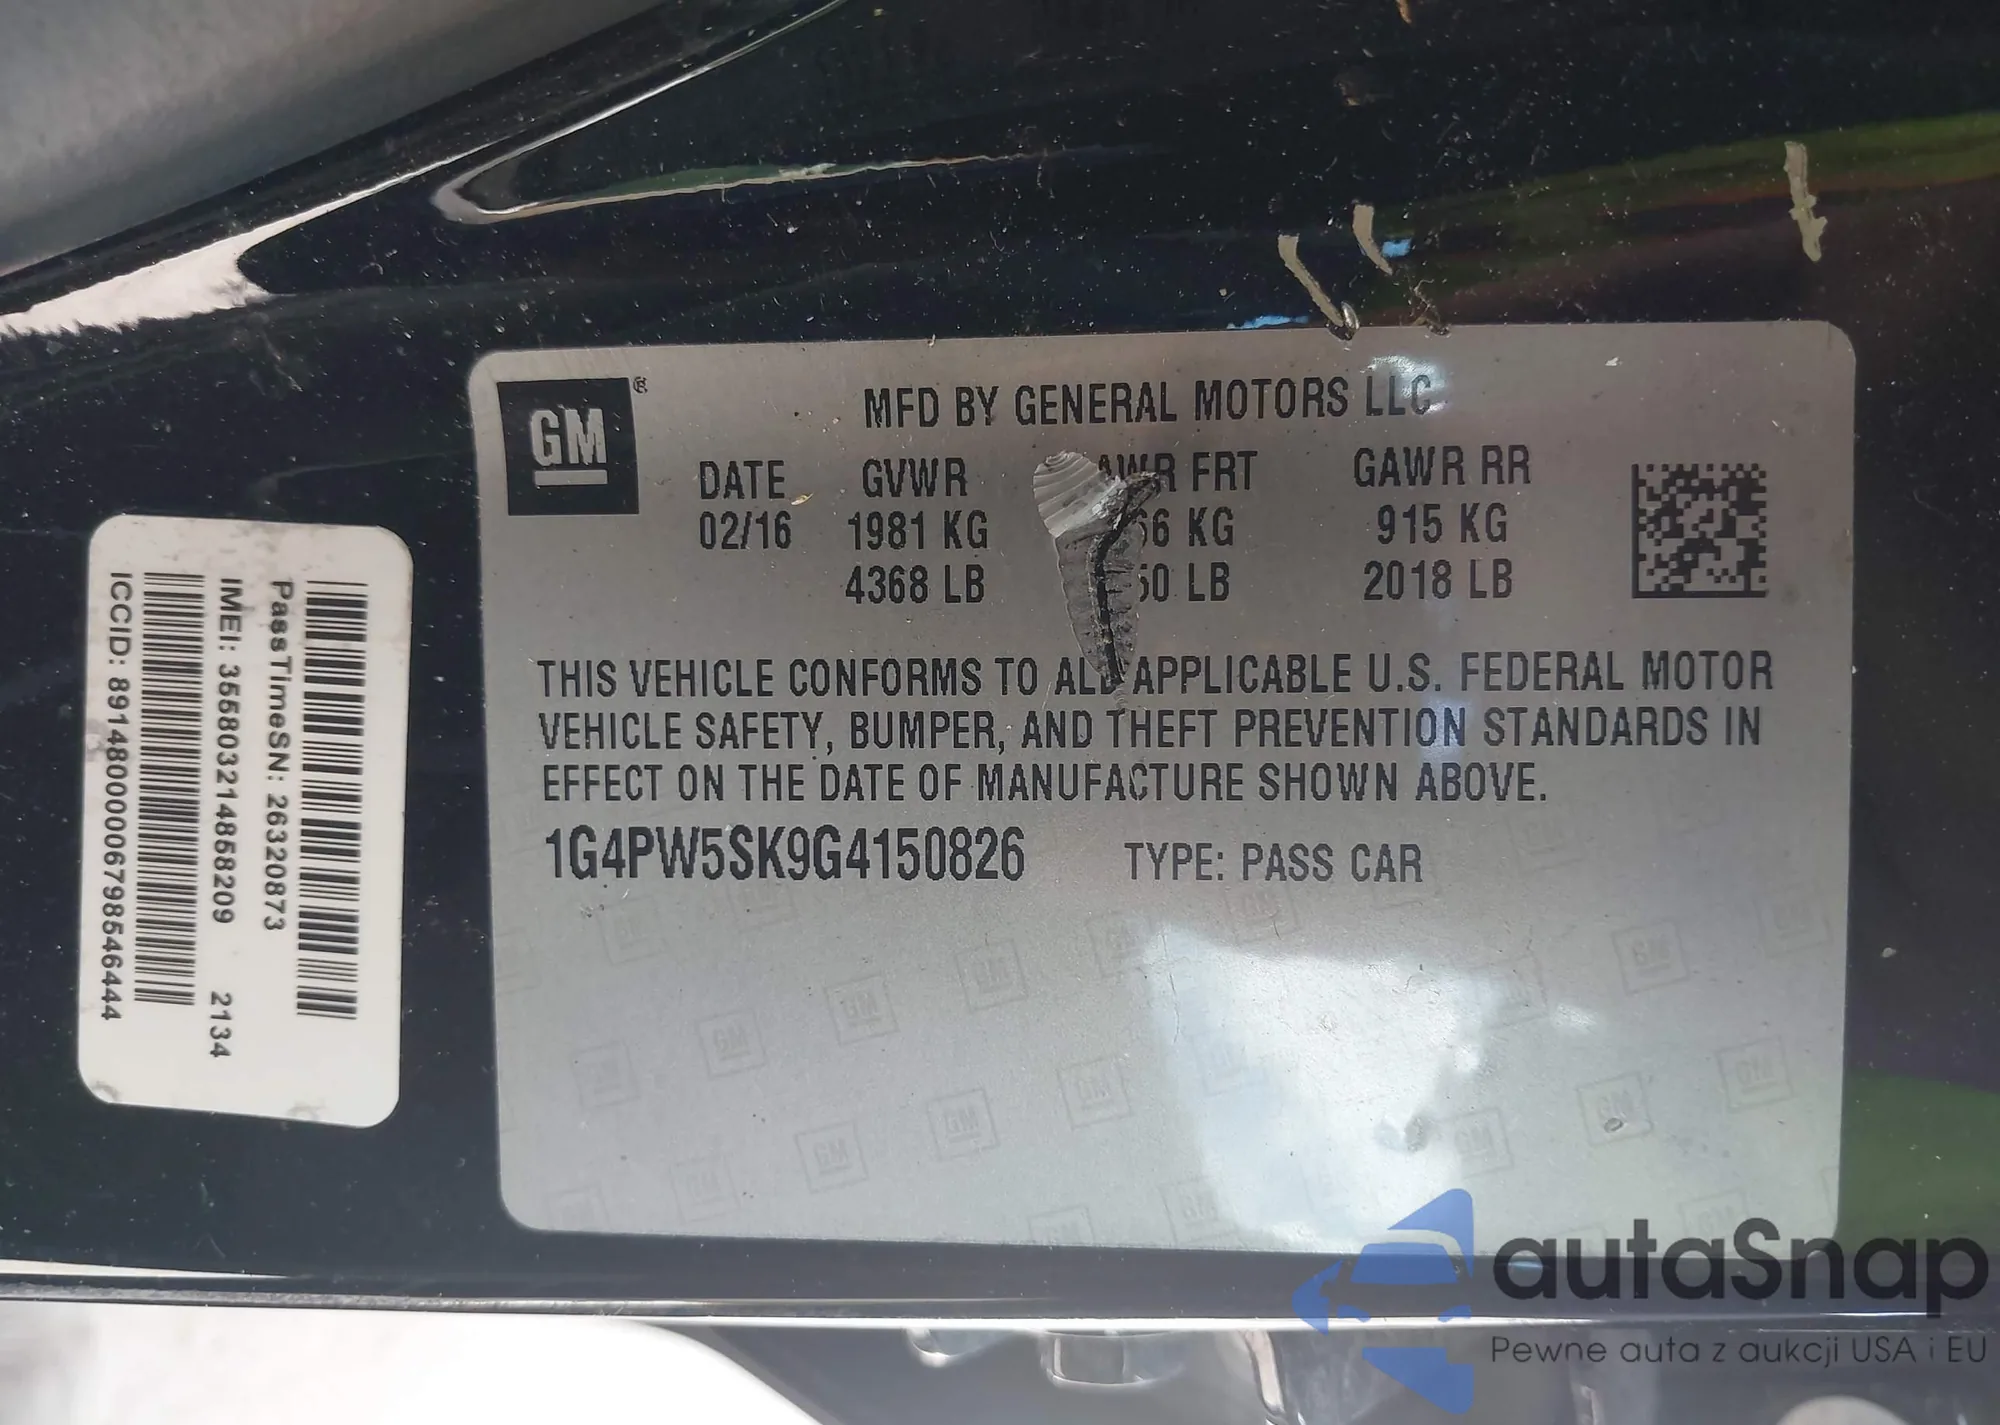 GM®
MFD BY GENERAL MOTORS LLC
DATE GVWR FRT GAWR RR
02/16 1981 KG KG 915 KG
4368 LB LB 2018 LB
THIS VEHICLE CONFORMS TO ALL APPLICABLE U.S. FEDERAL MOTOR
VEHICLE SAFETY, BUMPER, AND THEFT PREVENTION STANDARDS IN
EFFECT ON THE DATE OF MANUFACTURE SHOWN ABOVE.
1G4PW5SK9G4150826 TYPE: PASS CAR
PassTimeSN: 26320873
IMEI: 355803214858209 2134
ICCID: 89148000006798546444
autaSnap
Pewne auta z aukcji USA i EU